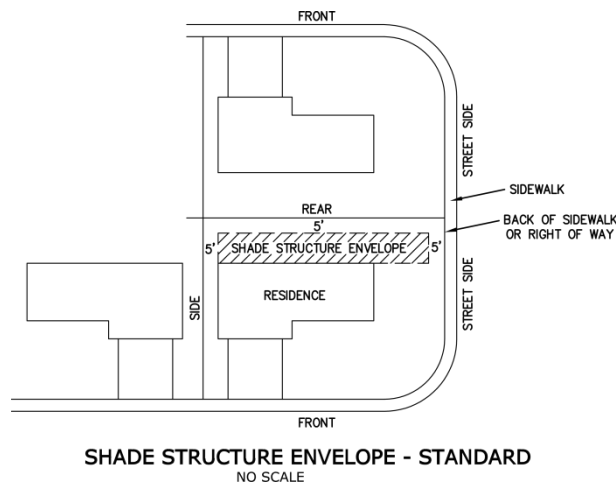 FRONT
STREET SIDE
SIDEWALK
REAR
BACK OF SIDEWALK
OR RIGHT OF WAY
5'
5'
SHADE STRUCTURE ENVELOPE
5'
RESIDENCE
SIDE
STREET SIDE
FRONT
SHADE STRUCTURE ENVELOPE - STANDARD
NO SCALE